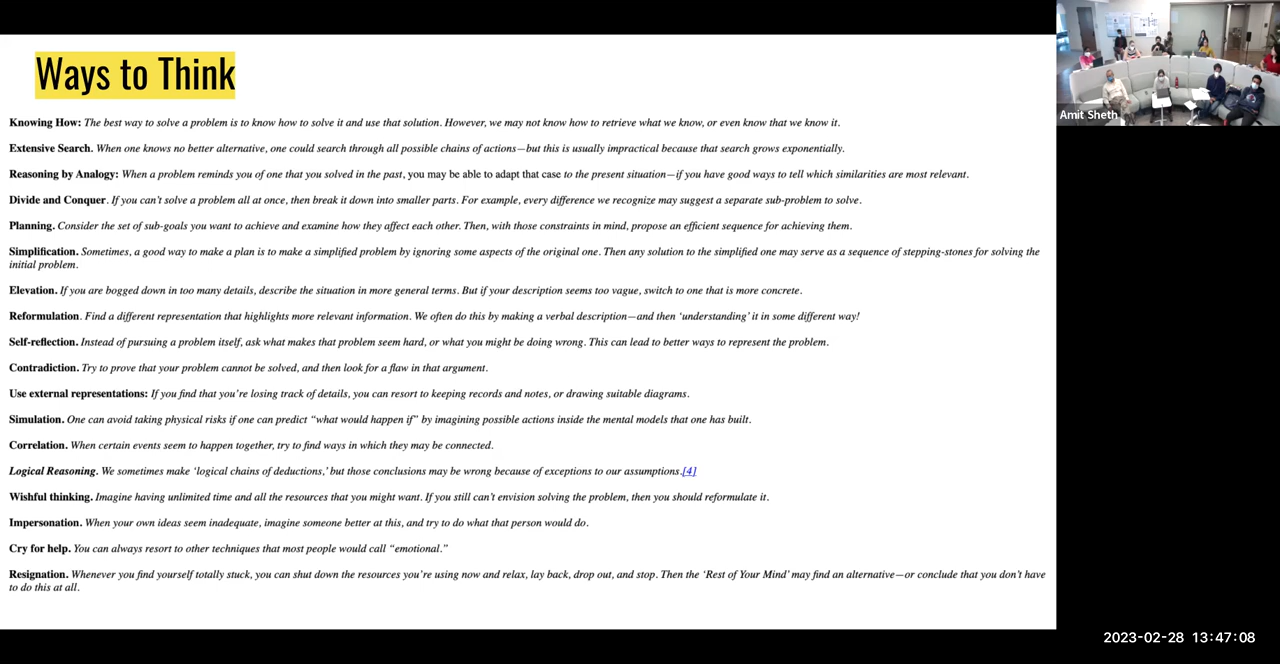 Ways to Think
Knowing How: The best way to solve a problem is to know how to solve it and use that solution. However, we may not know how to retrieve what we know, or even know that we know it.
Extensive Search. When one knows no better alternative, one could search through all possible chains of actions—but this is usually impractical because that search grows exponentially.
Reasoning by Analogy: When a problem reminds you of one that you solved in the past, you may be able to adapt that case to the present situation—if you have good ways to tell which similarities are most relevant.
Divide and Conquer. If you can't solve a problem all at once, then break it down into smaller parts. For example, every difference we recognize may suggest a separate sub-problem to solve.
Planning. Consider the set of sub-goals you want to achieve and examine how they affect each other. Then, with those constraints in mind, propose an efficient sequence for achieving them.
Simplification. Sometimes, a good way to make a plan is to make a simplified problem by ignoring some aspects of the original one. Then any solution to the simplified one may serve as a sequence of stepping-stones for solving the
initial problem.
Elevation. If you are bogged down in too many details, describe the situation in more general terms. But if your description seems too vague, switch to one that is more concrete.
Reformulation. Find a different representation that highlights more relevant information. We often do this by making a verbal description—and then ‘understanding’ it in some different way!
Self-reflection. Instead of pursuing a problem itself, ask what makes that problem seem hard, or what you might be doing wrong. This can lead to better ways to represent the problem.
Contradiction. Try to prove that your problem cannot be solved, and then look for a flaw in that argument.
Use external representations: If you find that you're losing track of details, you can resort to keeping records and notes, or drawing suitable diagrams.
Simulation. One can avoid taking physical risks if one can predict “what would happen if” by imagining possible actions inside the mental models that one has built.
Correlation. When certain events seem to happen together, try to find ways in which they may be connected.
Logical Reasoning. We sometimes make ‘logical chains of deductions,’ but those conclusions may be wrong because of exceptions to our assumptions.[4]
Wishful thinking. Imagine having unlimited time and all the resources that you might want. If you still can't envision solving the problem, then you should reformulate it.
Impersonation. When your own ideas seem inadequate, imagine someone better at this, and try to do what that person would do.
Cry for help. You can always resort to other techniques that most people would call “emotional.”
Resignation. Whenever you find yourself totally stuck, you can shut down the resources you're using now and relax, lay back, drop out, and stop. Then the ‘Rest of Your Mind’ may find an alternative—or conclude that you don't have
to do this at all.
Amit Sheth
2023-02-28 13:47:08